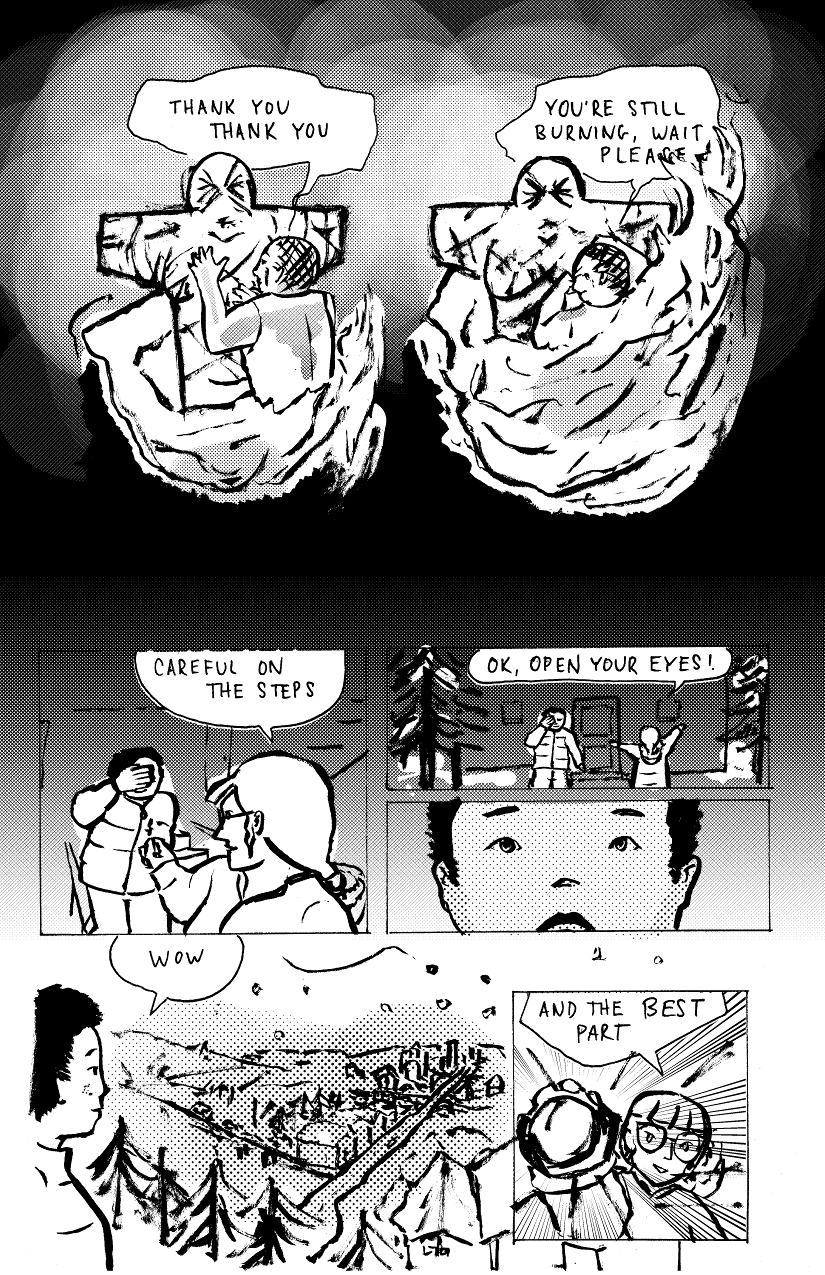 THANK YOU
THANK YOU
YOU'RE STILL
BURNING, WAIT
PLEASE
CAREFUL ON
THE STEPS
OK, OPEN YOUR EYES!
WOW
AND THE BEST
PART